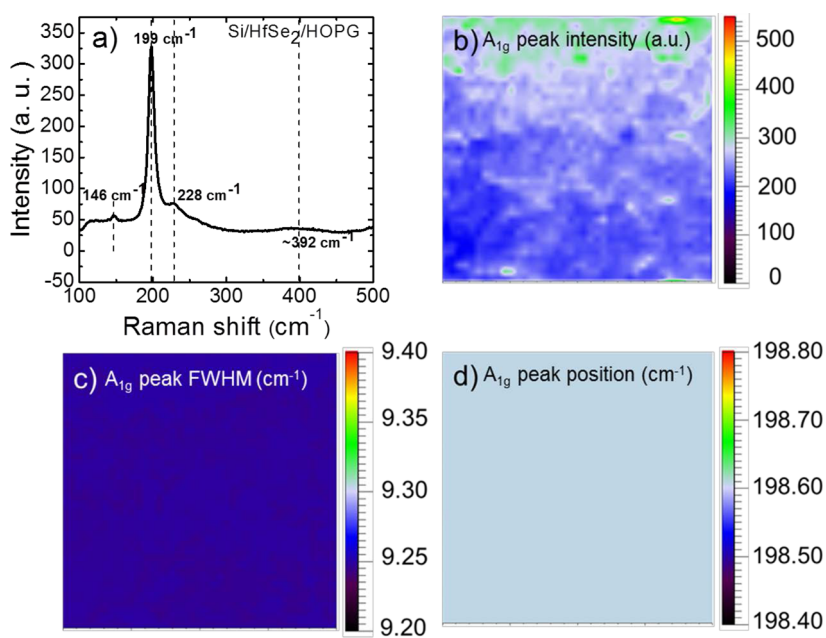 a)
Si/HfSe2/HOPG
199 cm-1
146 cm-1
228 cm-1
~392 cm-1
Intensity (a. u. )
350
300
250
200
150
100
50
0
-50
100 200 300 400 500
Raman shift (cm-1)
b) A1g peak intensity (a.u.)
500
400
300
200
100
0
c) A1g peak FWHM (cm-1)
9.40
9.35
9.30
9.25
9.20
d) A1g peak position (cm-1)
198.80
198.70
198.60
198.50
198.40